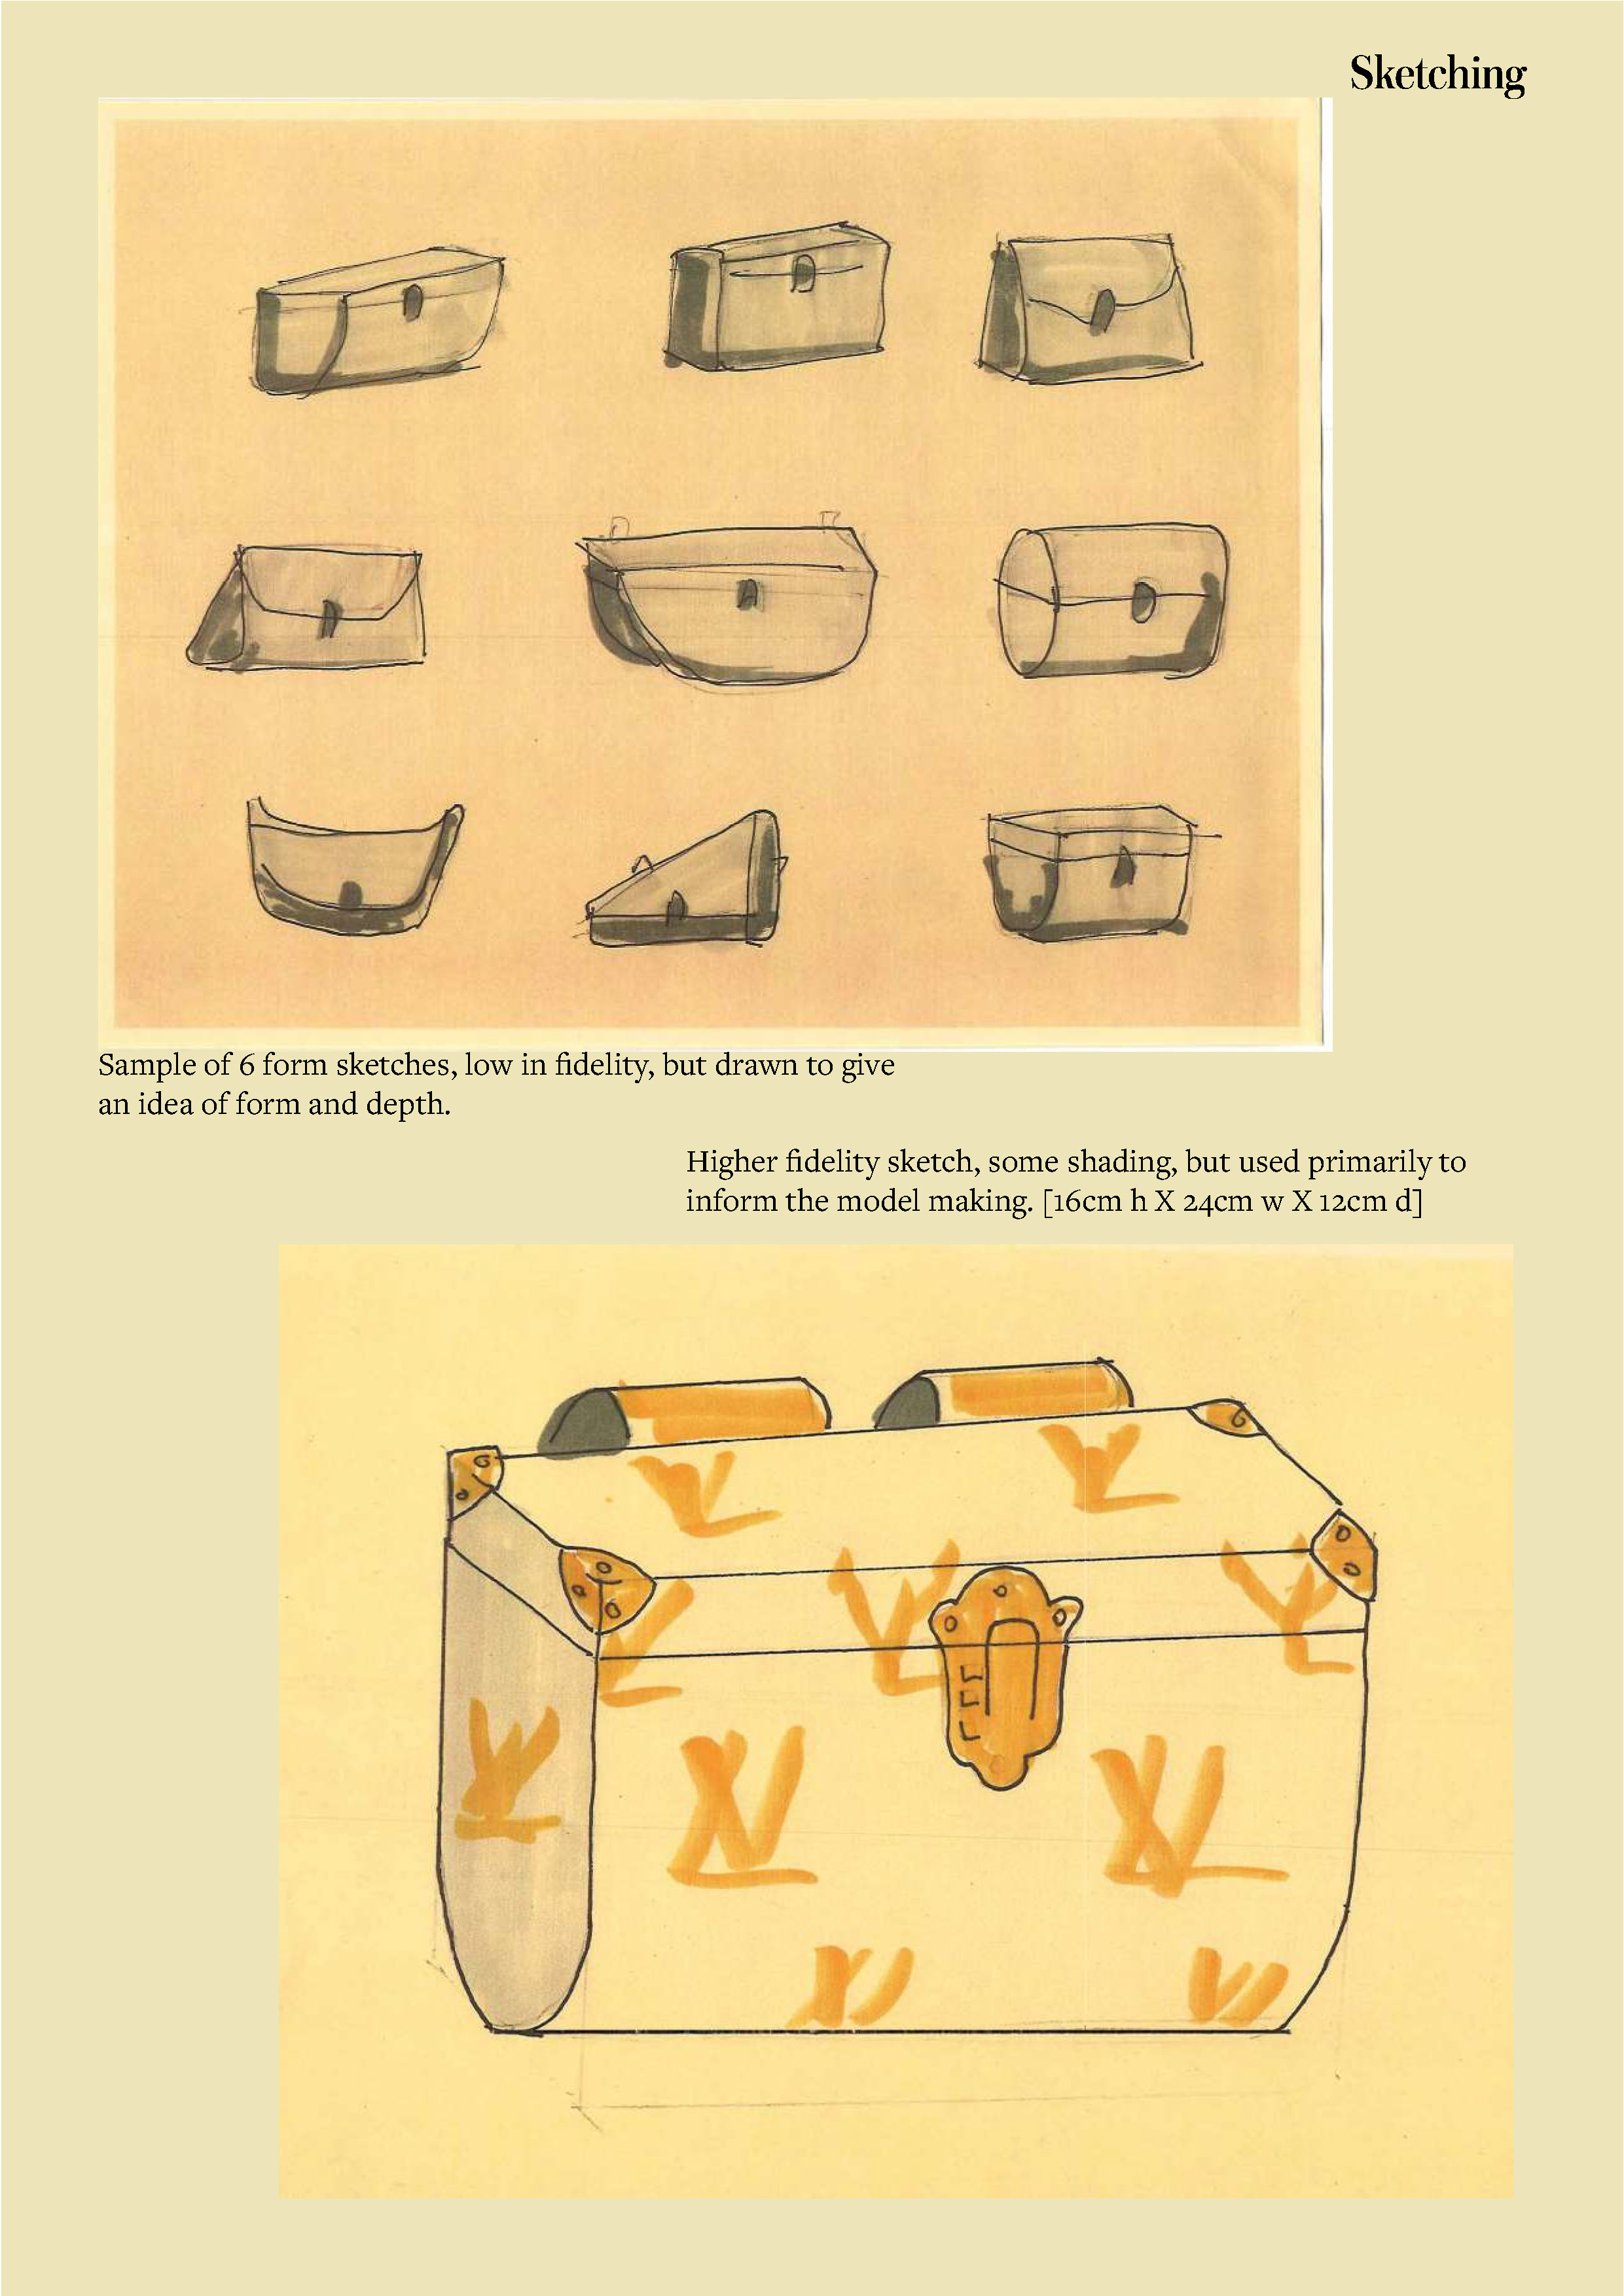 Sketching
Sample of 6 form sketches, low in fidelity, but drawn to give
an idea of form and depth.
Higher fidelity sketch, some shading, but used primarily to
inform the model making. [16cm h X 24cm w X 12cm d]